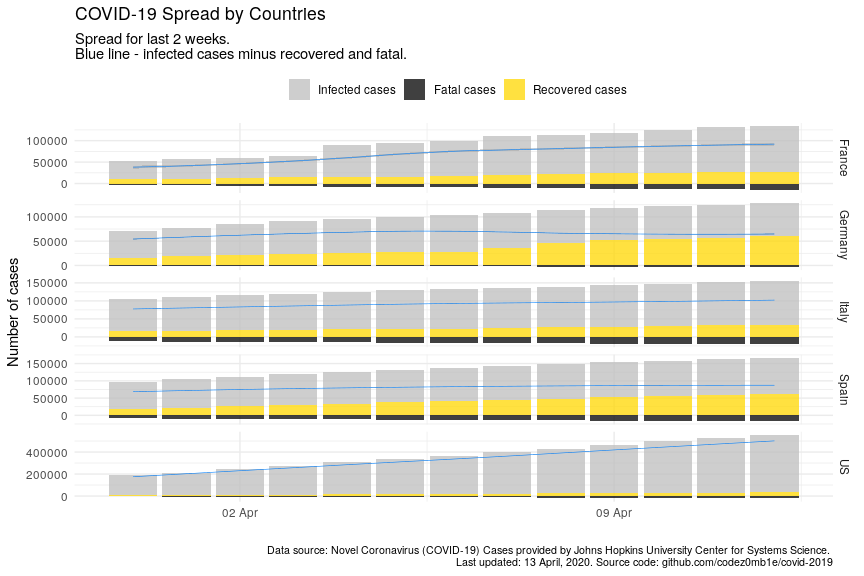 COVID-19 Spread by Countries
Spread for last 2 weeks.
Blue line - infected cases minus recovered and fatal.
Infected cases
Fatal cases
Recovered cases
Number of cases
100000
50000
0
France
100000
50000
0
Germany
150000
100000
50000
0
Italy
150000
100000
50000
0
Spain
400000
200000
0
US
02 Apr
09 Apr
Data source: Novel Coronavirus (COVID-19) Cases provided by Johns Hopkins University Center for Systems Science.
Last updated: 13 April, 2020. Source code: github.com/codez0mb1e/covid-2019